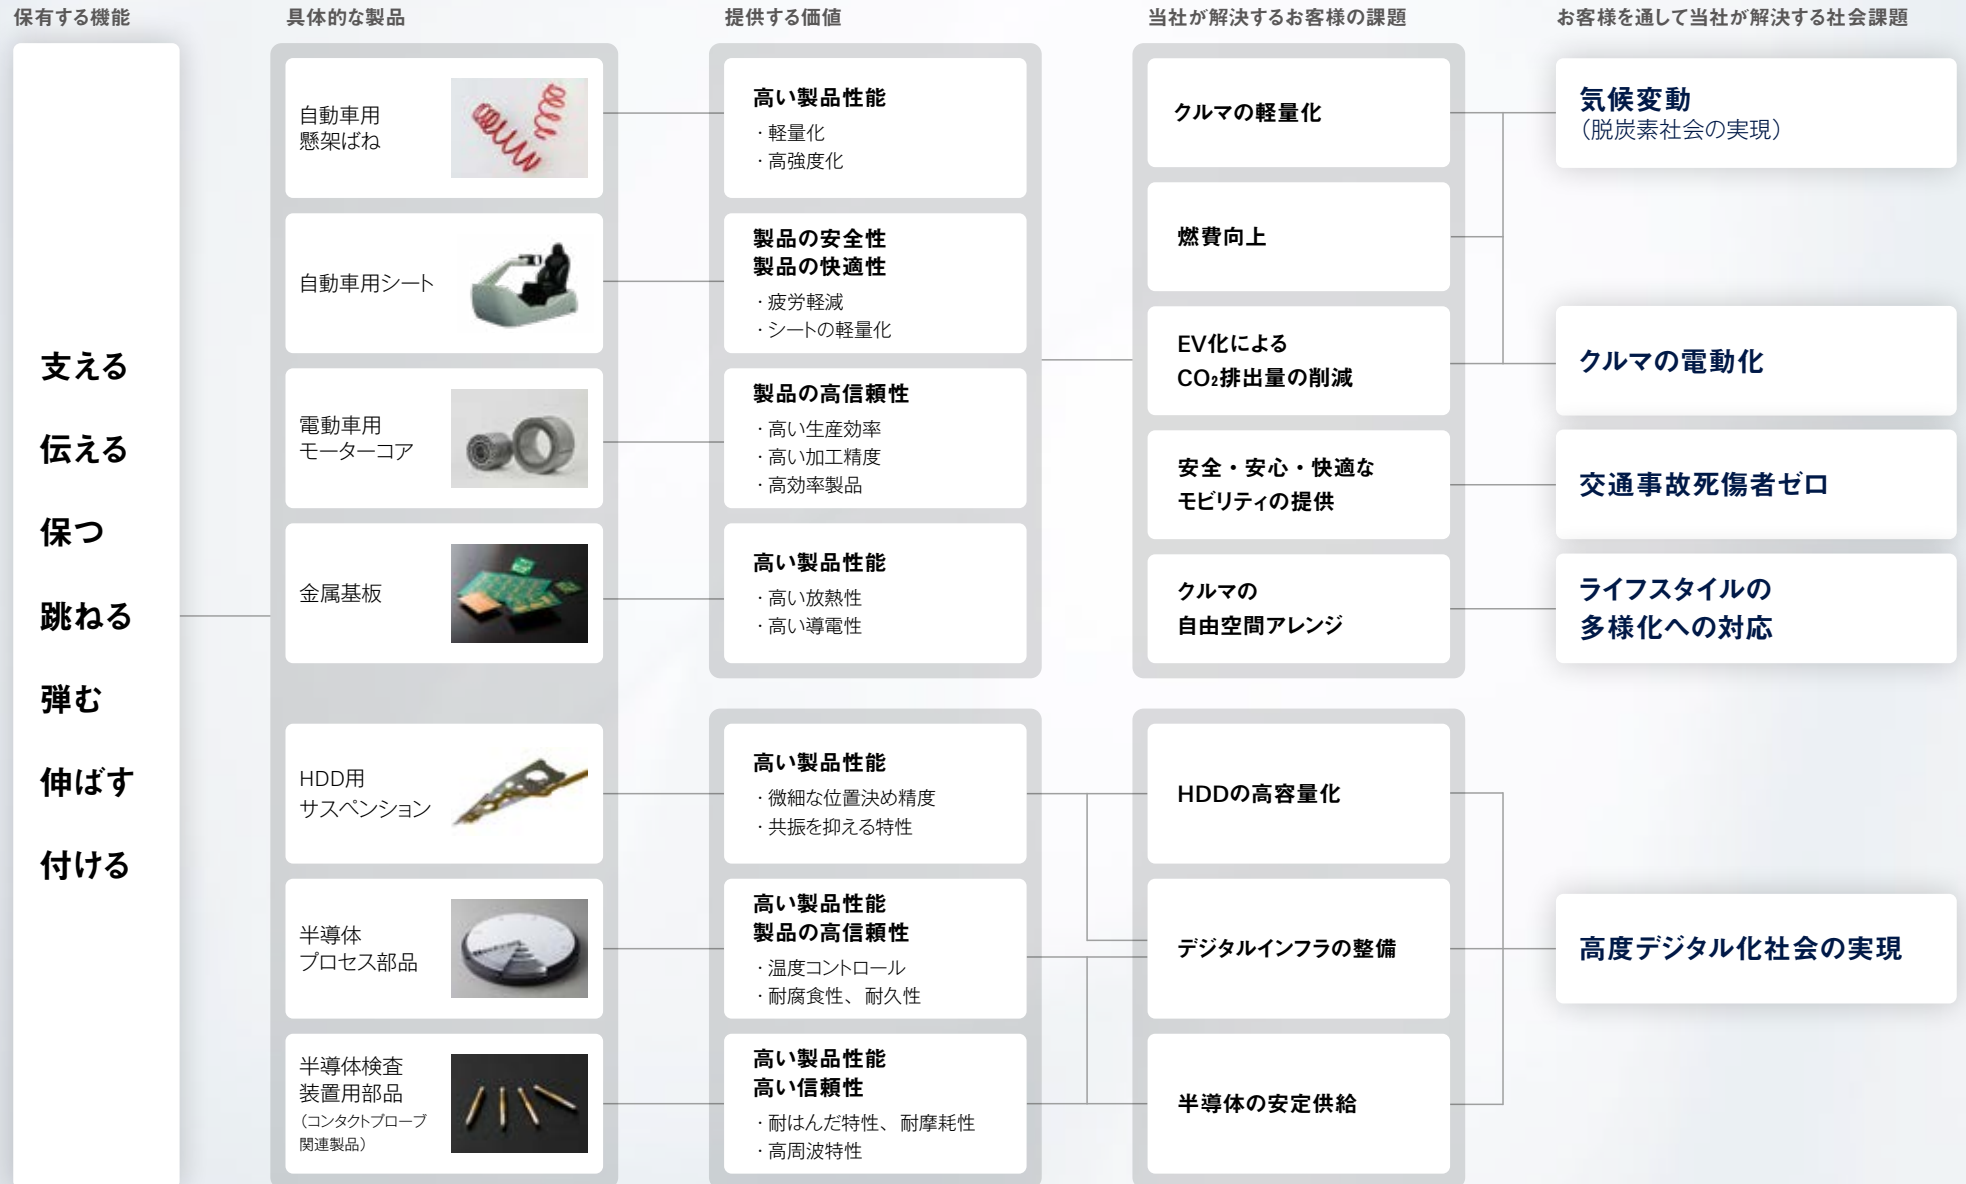 保有する機能
支える
伝える
保つ
跳ねる
弾む
伸ばす
付ける
具体的な製品
自動車用
懸架ばね
自動車用シート
電動車用
モーターコア
金属基板
HDD用
サスペンション
半導体
プロセス部品
半導体検査
装置用部品
（コンタクトプローブ
関連製品）
提供する価値
高い製品性能
・軽量化
・高強度化
製品の安全性
製品の快適性
・疲労軽減
・シートの軽量化
製品の高信頼性
・高い生産効率
・高い加工精度
・高効率製品
高い製品性能
・高い放熱性
・高い導電性
高い製品性能
・微細な位置決め精度
・共振を抑える特性
高い製品性能
製品の高信頼性
・温度コントロール
・耐腐食性、耐久性
高い製品性能
高い信頼性
・耐はんだ特性、耐摩耗性
・高周波特性
当社が解決するお客様の課題
クルマの軽量化
燃費向上
EV化による
CO₂排出量の削減
安全・安心・快適な
モビリティの提供
クルマの
自由空間アレンジ
HDDの高容量化
デジタルインフラの整備
半導体の安定供給
お客様を通して当社が解決する社会課題
気候変動
（脱炭素社会の実現）
クルマの電動化
交通事故死傷者ゼロ
ライフスタイルの
多様化への対応
高度デジタル化社会の実現